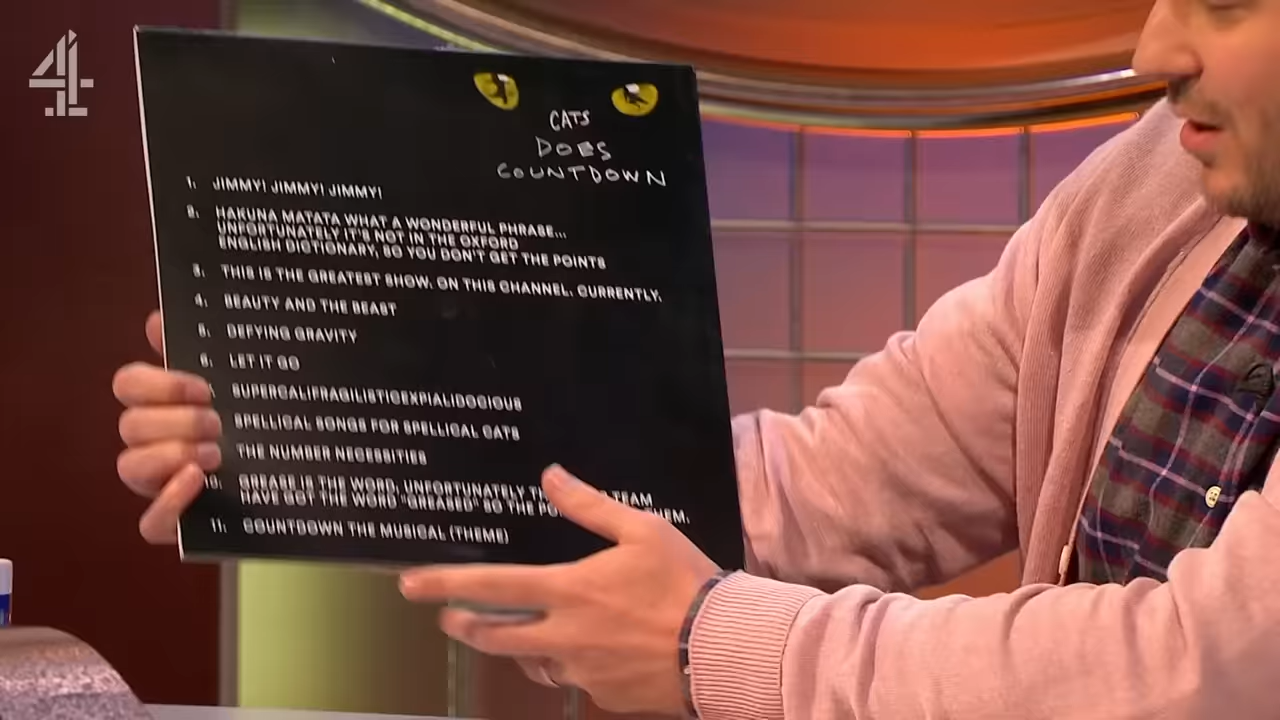 4
CATS
DOES
COUNTDOWN
1: JIMMY! JIMMY! JIMMY!
2: HAKUNA MATATA WHAT A WONDERFUL PHRASE...
UNFORTUNATELY IT'S NOT IN THE OXFORD
ENGLISH DICTIONARY, SO YOU DON'T GET THE POINTS
3: THIS IS THE GREATEST SHOW. ON THIS CHANNEL. CURRENTLY.
4: BEAUTY AND THE BEAST
5: DEFYING GRAVITY
6: LET IT GO
SUPERCALIFRAGILISTICEXPIALIDOCIOUS
SPELLICAL SONGS FOR SPELLICAL CATS
THE NUMBER NECESSITIES
10: GREASE IS THE WORD. UNFORTUNATELY TEAM
HAVE GOT THE WORD "GREASED" SO THE THEM.
11: COUNTDOWN THE MUSICAL (THEME)